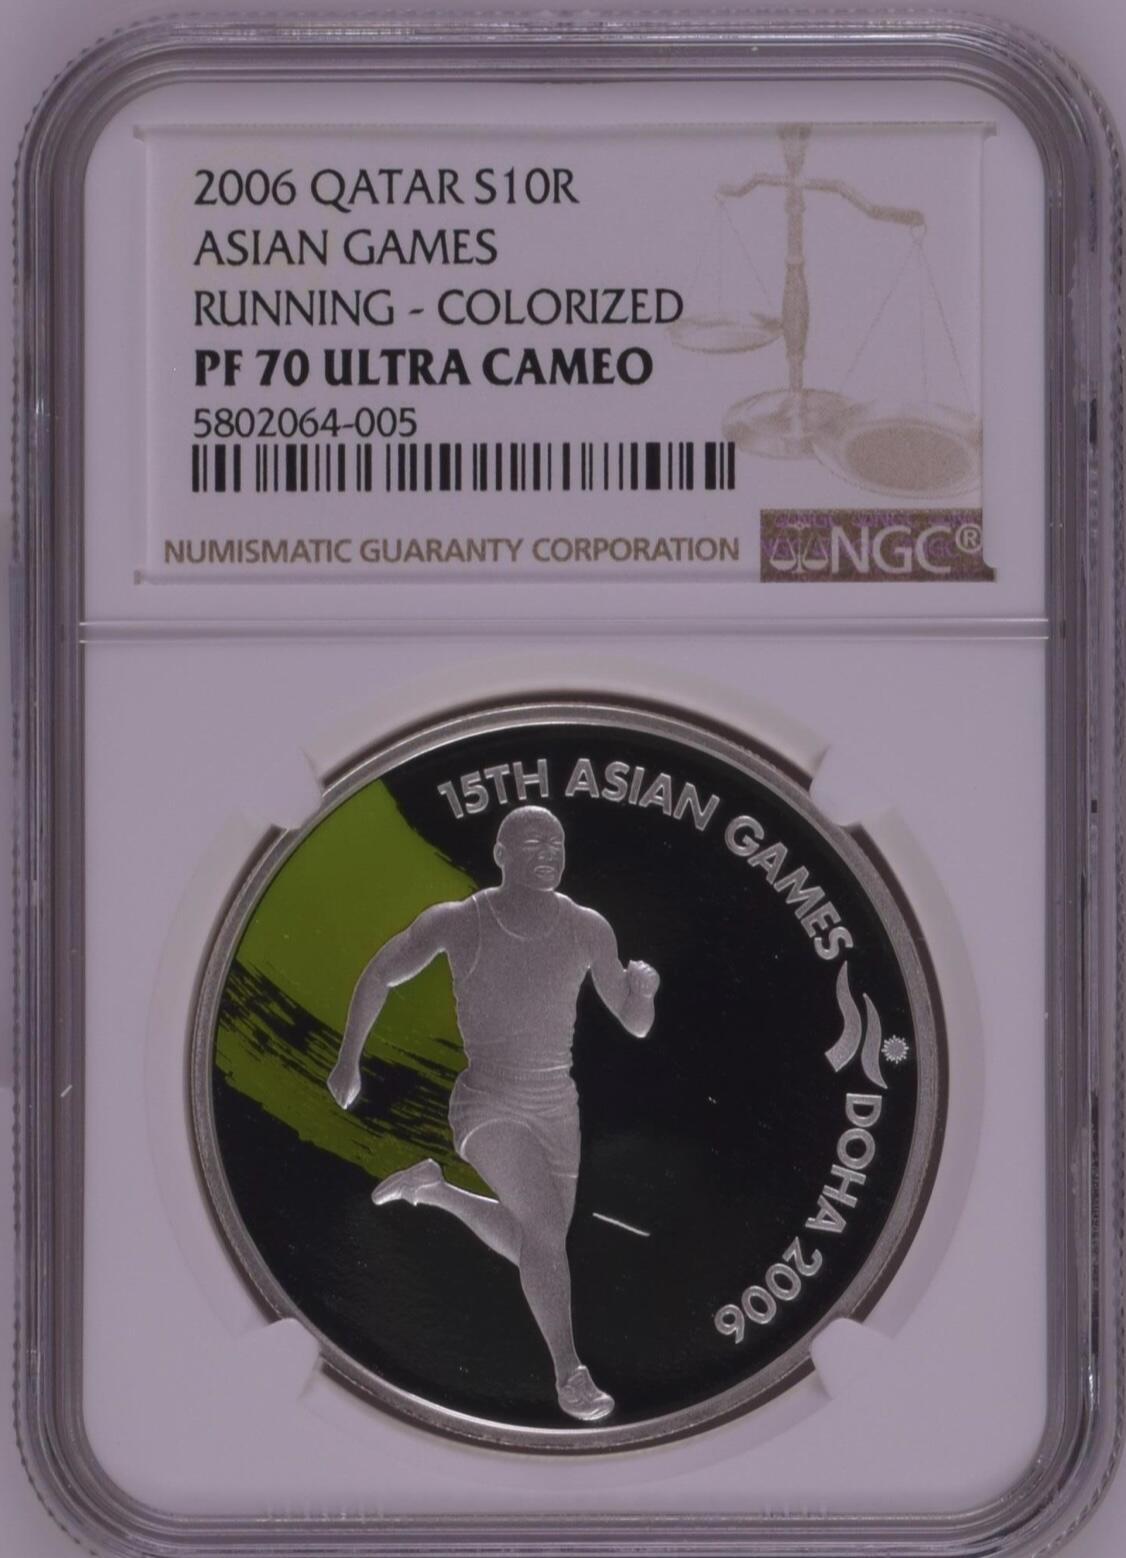 2006 QATAR S10R
ASIAN GAMES
RUNNING - COLORIZED
PF 70 ULTRA CAMEO
5802064-005
NUMISMATIC GUARANTY CORPORATION
NGC®
15TH ASIAN GAMES
DOHA 2006